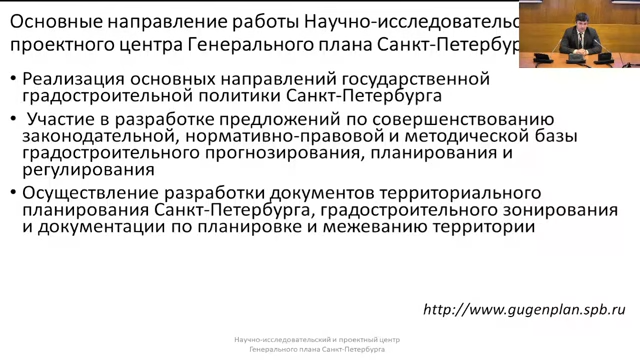 Основные направление работы Научно-исследовательс
проектного центра Генерального плана Санкт-Петербур
• Реализация основных направлений государственной
градостроительной политики Санкт-Петербурга
• Участие в разработке предложений по совершенствованию
законодательной, нормативно-правовой и методической базы
градостроительного прогнозирования, планирования и
регулирования
• Осуществление разработки документов территориального
планирования Санкт-Петербурга, градостроительного зонирования
и документации по планировке и межеванию территории
http://www.gugenplan.spb.ru
Научно-исследовательский и проектный центр
Генерального плана Санкт-Петербурга